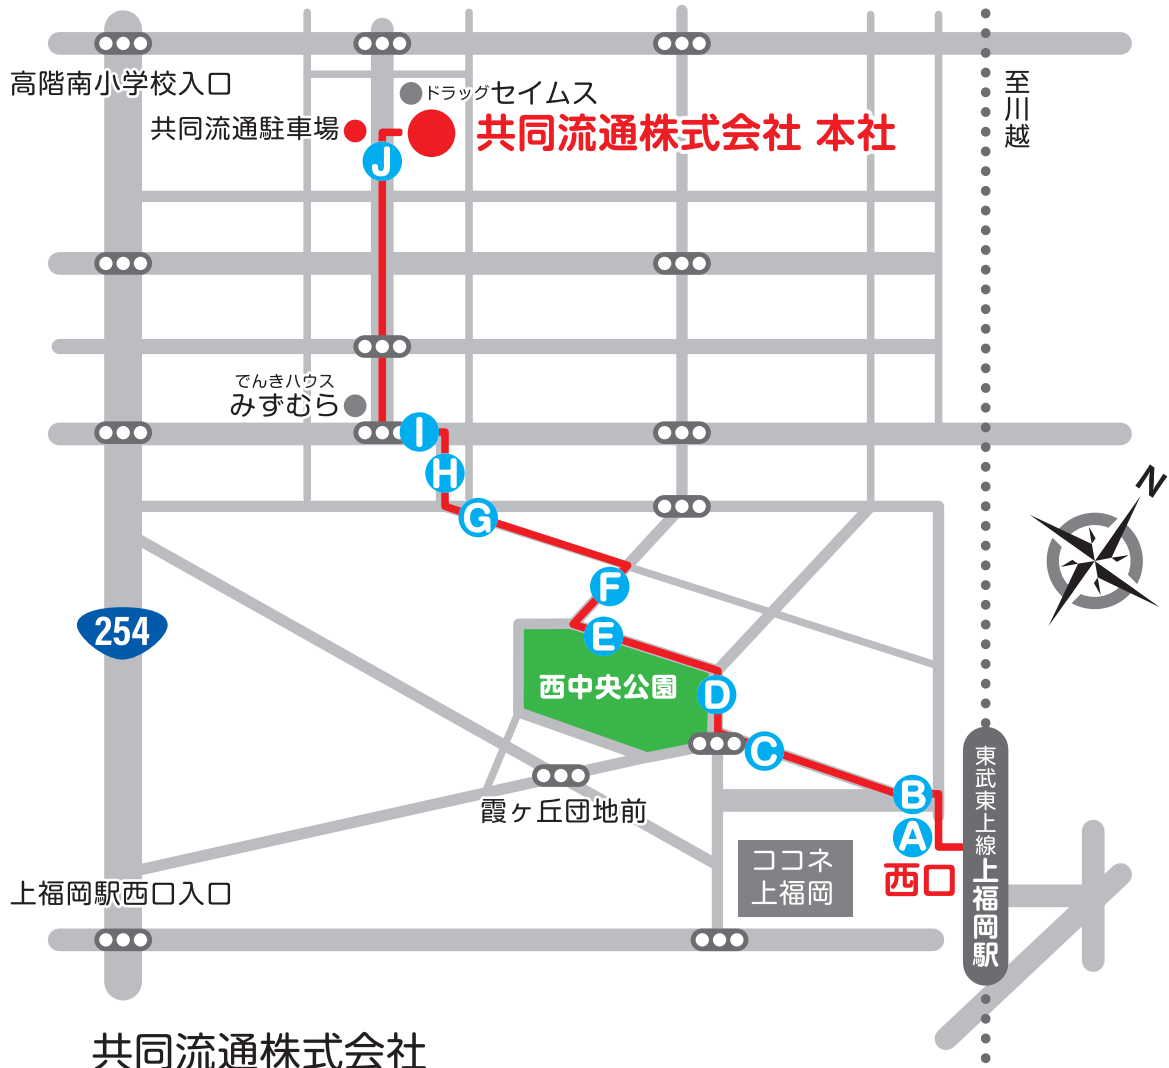 高階南小学校入口
ドラッグセイムス
共同流通駐車場
共同流通株式会社 本社
至川越
J
でんきハウス
みずむら
I
H
G
N
F
E
254
西中央公園
D
C
B
A
霞ヶ丘団地前
西口
ココネ
上福岡
東武東上線上福岡駅
上福岡駅西口入口
共同流通株式会社